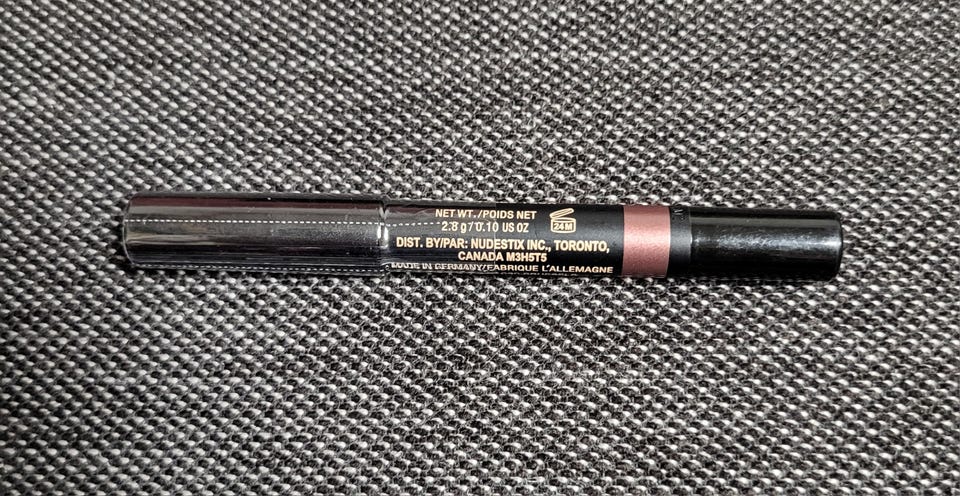 NET WT./POIDS NET
2.8 g / 0.10 US OZ
24 M
DIST. BY/PAR: NUDESTIX INC., TORONTO,
CANADA M3H5T5
MADE IN GERMANY/FABRIQUE L'ALLEMAGNE